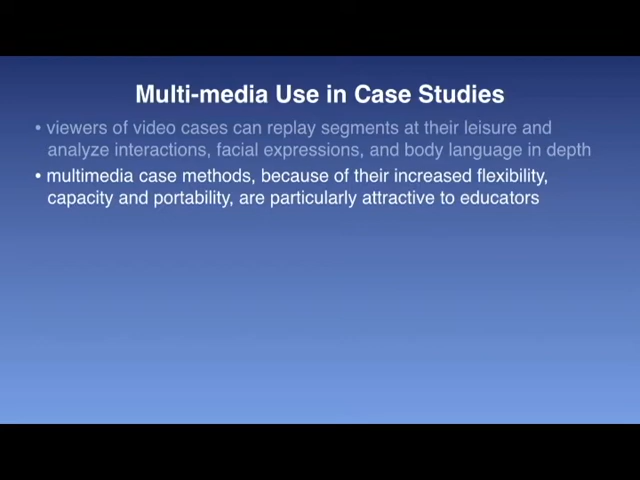 Multi-media Use in Case Studies
• viewers of video cases can replay segments at their leisure and
analyze interactions, facial expressions, and body language in depth
• multimedia case methods, because of their increased flexibility,
capacity and portability, are particularly attractive to educators